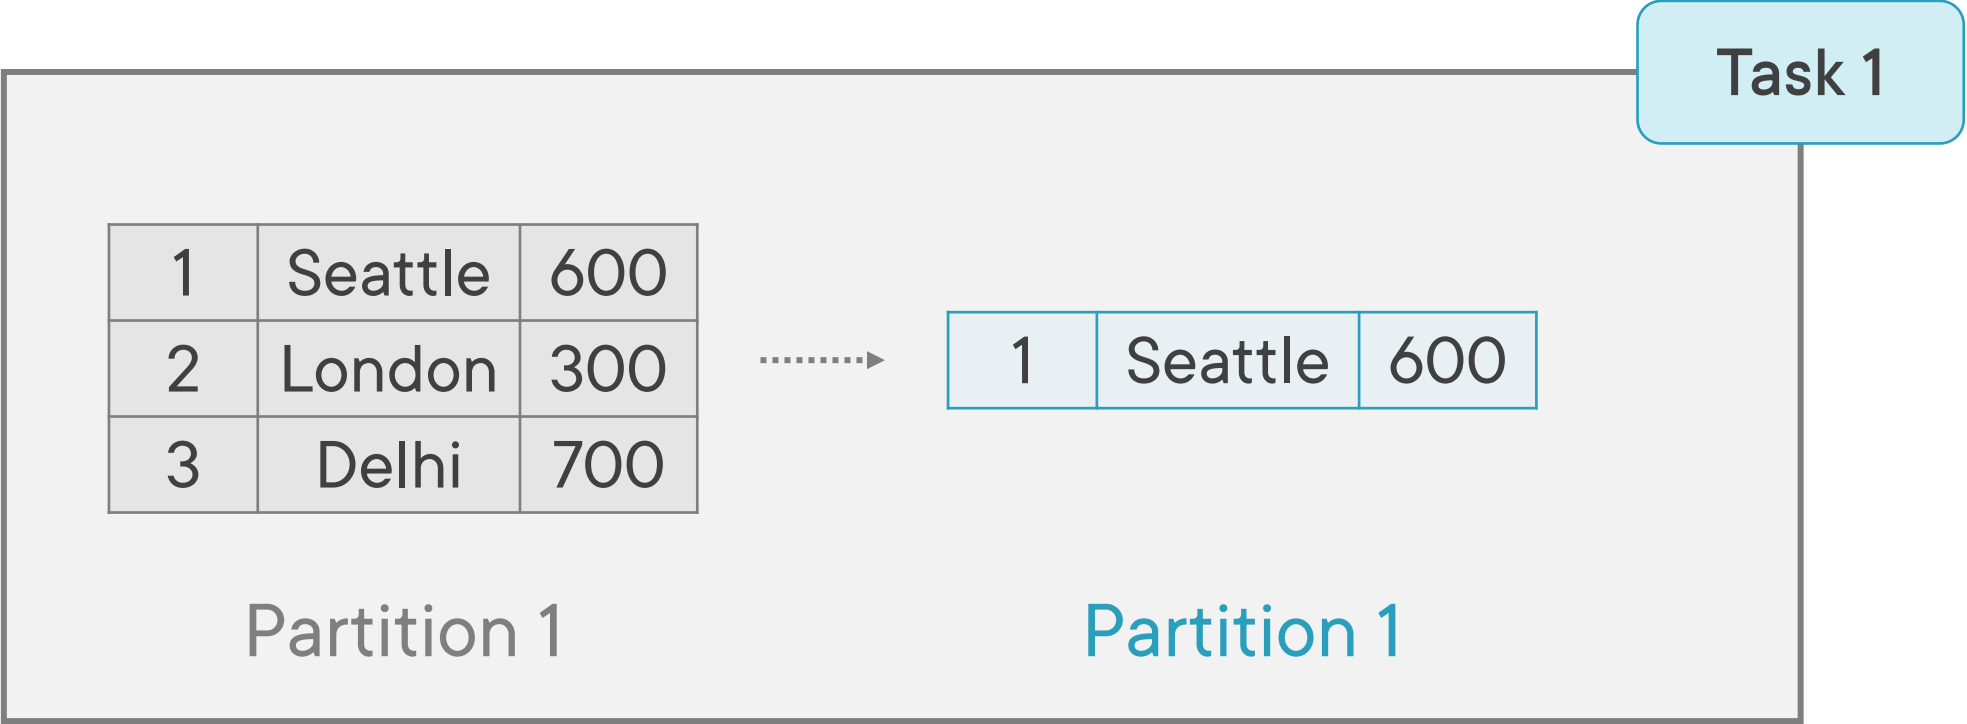 Task 1
1 Seattle 600
2 London 300
3 Delhi 700
1 Seattle 600
Partition 1
Partition 1